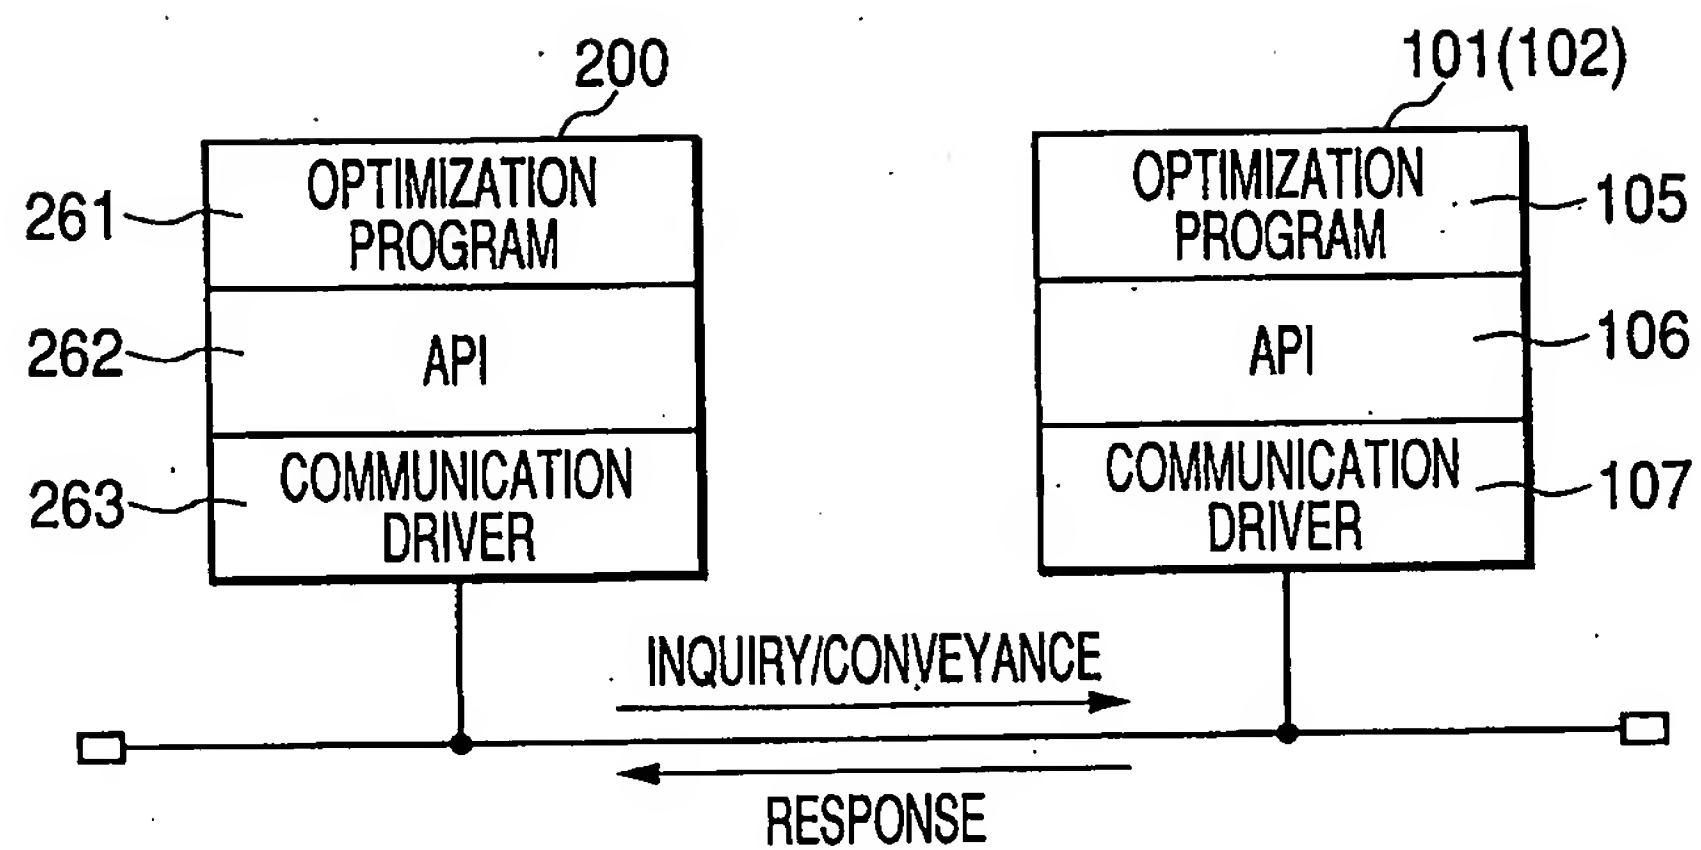 200
101(102)
OPTIMIZATION
PROGRAM
261
OPTIMIZATION
PROGRAM
105
262
API
API
106
263
COMMUNICATION
DRIVER
COMMUNICATION
DRIVER
107
INQUIRY/CONVEYANCE
RESPONSE